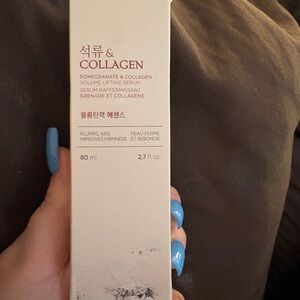 석류 &
COLLAGEN
POMEGRANATE & COLLAGEN
VOLUME LIFTING SERUM
SÉRUM RAFFERMISSANT
GRENADE ET COLLAGÈNE
볼륨탄력 에센스
PLUMPS AND PEAU FERME
IMPROVES FIRMNESS ET REBONDIE
80 ml 2.7 fl. oz.